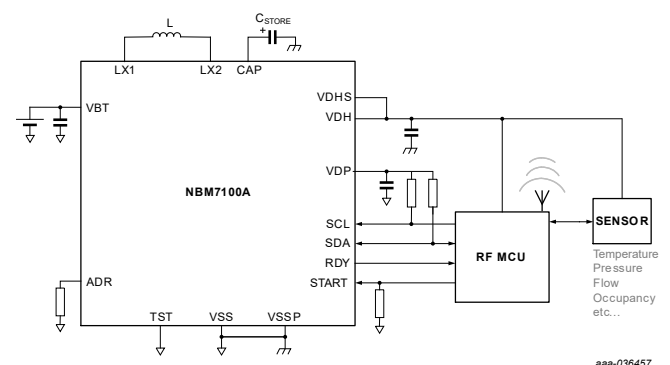 L
CSTORE
+
LX1
LX2
CAP
VBT
VDHS
VDH
VDP
NBM7100A
SCL
SDA
RDY
START
ADR
TST
VSS
VSSP
RF MCU
SENSOR
Temperature
Pressure
Flow
Occupancy
etc...
aaa-036457